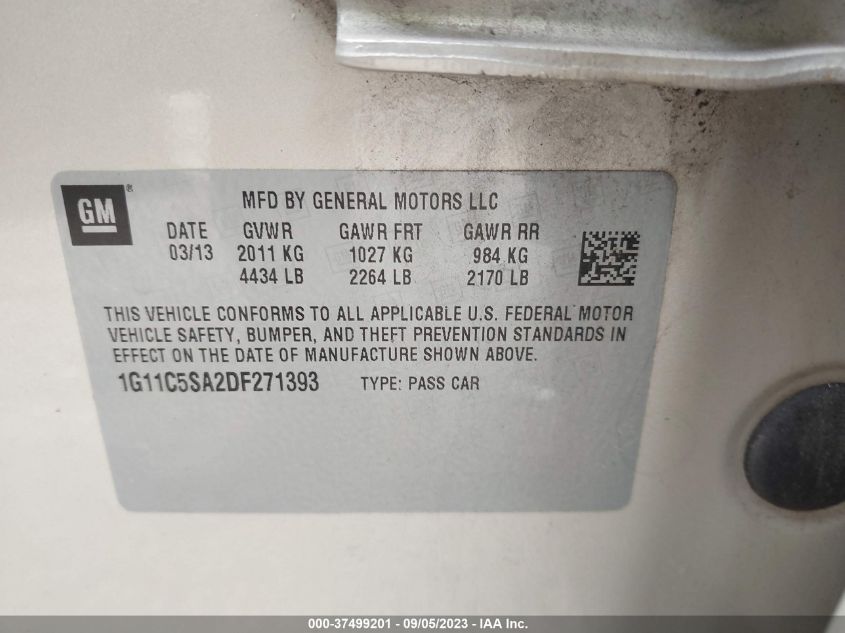 GM®
MFD BY GENERAL MOTORS LLC
DATE GVWR GAWR FRT GAWR RR
03/13 2011 KG 1027 KG 984 KG
4434 LB 2264 LB 2170 LB
THIS VEHICLE CONFORMS TO ALL APPLICABLE U.S. FEDERAL MOTOR
VEHICLE SAFETY, BUMPER, AND THEFT PREVENTION STANDARDS IN
EFFECT ON THE DATE OF MANUFACTURE SHOWN ABOVE.
1G11C5SA2DF271393 TYPE: PASS CAR
000-37499201 - 09/05/2023 - IAA Inc.